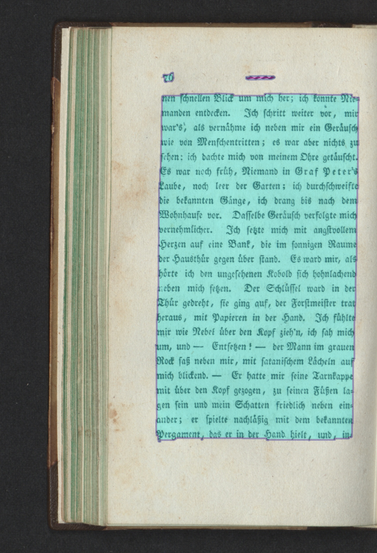 nen schnellen Blick um mich her; ich konnte Nie-
manden entdecken. Ich schritt weiter vor, mir
war's, als vernähme ich neben mir ein Geräusch
wie von Menschentritten; es war aber nichts zu
sehen: ich dachte mich von meinem Ohre getäuscht.
Es war noch früh, Niemand in Graf Peter's
Laube, noch leer der Garten; ich durchschweifte
die bekannten Gänge, ich drang bis nach dem
Wohnhause vor. Dasselbe Geräusch verfolgte mich
vernehmlicher. Ich setzte mich mit angstvollem
Herzen auf eine Bank, die im sonnigen Raume
der Hausthür gegen über stand. Es ward mir, als
hörte ich den ungesehenen Kobold sich hohnlachend
neben mich setzen. Der Schlüssel ward in der
Thür gedreht, sie ging auf, der Forstmeister trat
heraus, mit Papieren in der Hand. Ich fühlte
mir wie Nebel über den Kopf zieh'n, ich sah mich
um, und — Entsetzen! — der Mann im grauen
Rock saß neben mir, mit satanischem Lächeln auf
mich blickend. — Er hatte mir seine Tarnkappe
mit über den Kopf gezogen, zu seinen Füßen la-
gen sein und mein Schatten friedlich neben ein-
ander; er spielte nachläßig mit dem bekannten
Pergament, das er in der Hand hielt, und, in-